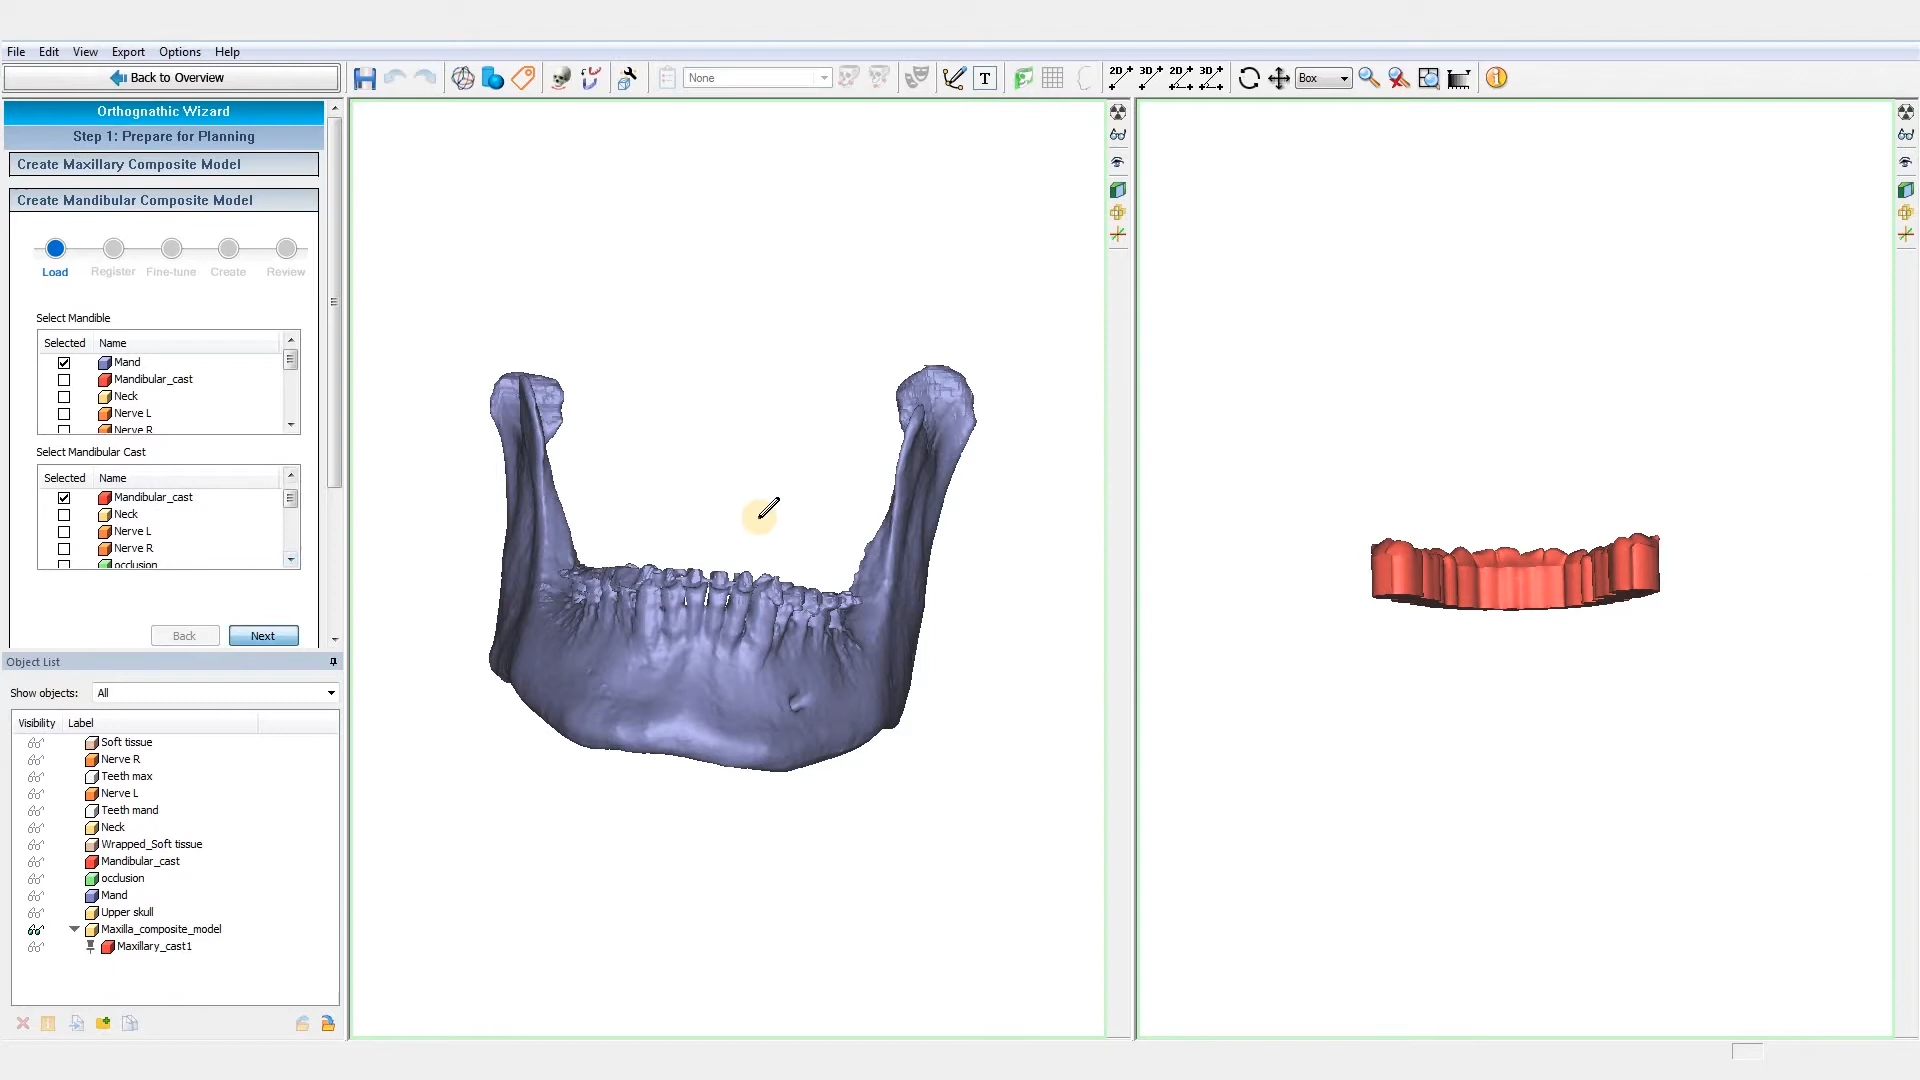 File Edit View Export Options Help
Back to Overview
None
T
2D 3D 2D 3D
Box
Orthognathic Wizard
Step 1: Prepare for Planning
Create Maxillary Composite Model
Create Mandibular Composite Model
Load Register Fine-tune Create Review
Select Mandible
Selected Name
Mand
Mandibular_cast
Neck
Nerve L
Nerve R
Select Mandibular Cast
Selected Name
Mandibular_cast
Neck
Nerve L
Nerve R
occlusion
Back Next
Object List
Show objects: All
Visibility Label
Soft tissue
Nerve R
Teeth max
Nerve L
Teeth mand
Neck
Wrapped_Soft tissue
Mandibular_cast
occlusion
Mand
Upper skull
Maxilla_composite_model
Maxillary_cast1